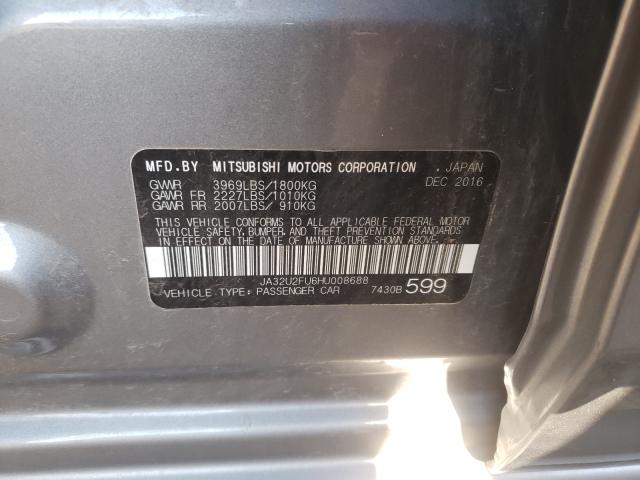 MFD.BY MITSUBISHI MOTORS CORPORATION , JAPAN
GVWR 3969LBS/1800KG DEC 2016
GAWR FR 2227LBS/1010KG
GAWR RR 2007LBS/ 910KG
THIS VEHICLE CONFORMS TO ALL APPLICABLE FEDERAL MOTOR
VEHICLE SAFETY, BUMPER, AND THEFT PREVENTION STANDARDS
IN EFFECT ON THE DATE OF MANUFACTURE SHOWN ABOVE.
JA32U2FU6HU008688
VEHICLE TYPE: PASSENGER CAR 7430B 599